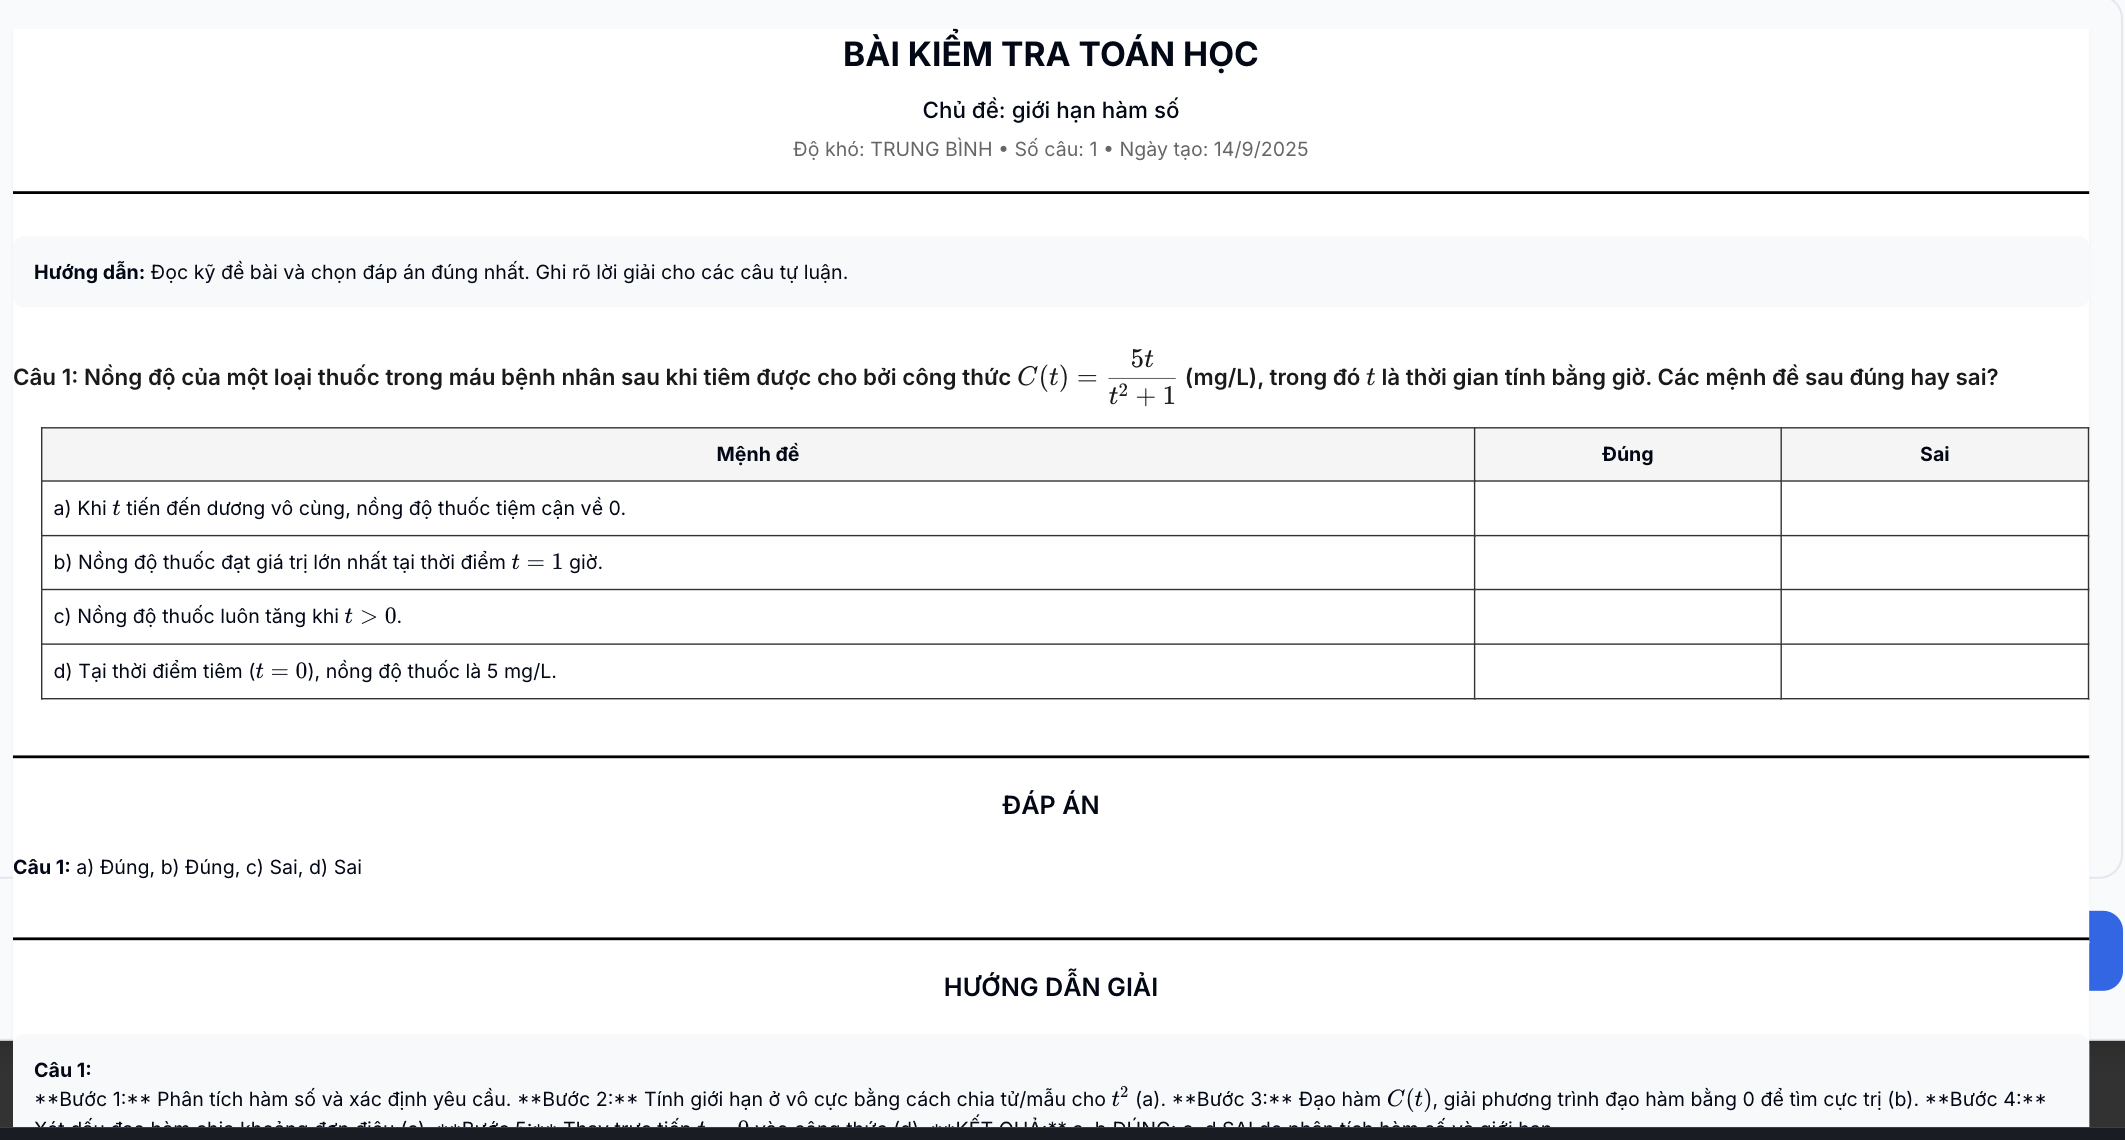 BÀI KIỂM TRA TOÁN HỌC
Chủ đề: giới hạn hàm số
Độ khó: TRUNG BÌNH • Số câu: 1 • Ngày tạo: 14/9/2025
Hướng dẫn: Đọc kỹ đề bài và chọn đáp án đúng nhất. Ghi rõ lời giải cho các câu tự luận.
Câu 1: Nồng độ của một loại thuốc trong máu bệnh nhân sau khi tiêm được cho bởi công thức $C(t) = \frac{5t}{t^2 + 1}$ (mg/L), trong đó $t$ là thời gian tính bằng giờ. Các mệnh đề sau đúng hay sai?
Mệnh đề Đúng Sai
a) Khi $t$ tiến đến dương vô cùng, nồng độ thuốc tiệm cận về 0.
b) Nồng độ thuốc đạt giá trị lớn nhất tại thời điểm $t = 1$ giờ.
c) Nồng độ thuốc luôn tăng khi $t > 0$.
d) Tại thời điểm tiêm ($t = 0$), nồng độ thuốc là 5 mg/L.
ĐÁP ÁN
Câu 1: a) Đúng, b) Đúng, c) Sai, d) Sai
HƯỚNG DẪN GIẢI
Câu 1:
**Bước 1:** Phân tích hàm số và xác định yêu cầu. **Bước 2:** Tính giới hạn ở vô cực bằng cách chia tử/mẫu cho $t^2$ (a). **Bước 3:** Đạo hàm $C(t)$, giải phương trình đạo hàm bằng 0 để tìm cực trị (b). **Bước 4:**